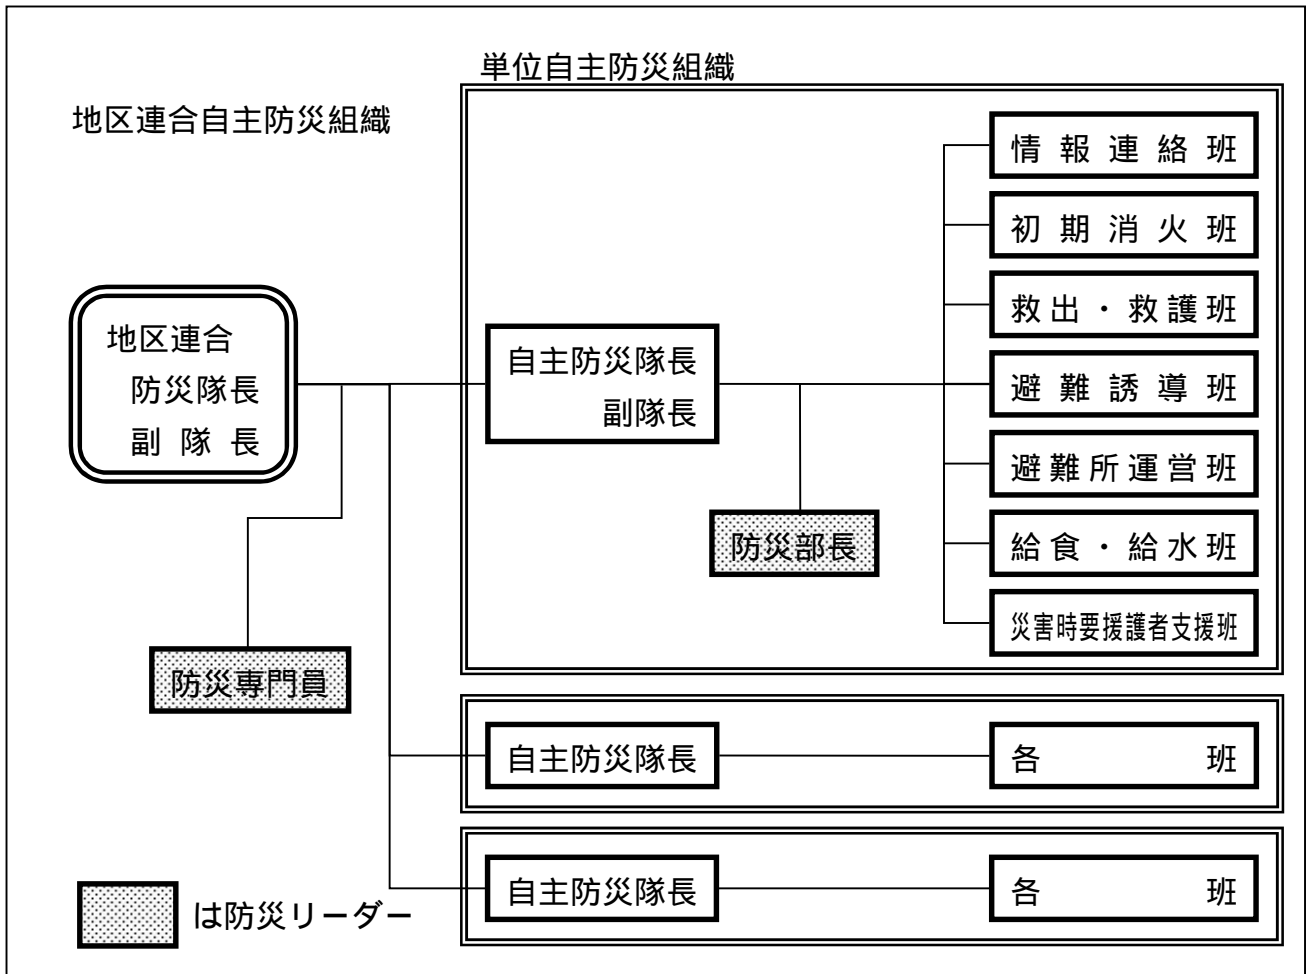 単位自主防災組織
地区連合自主防災組織
地区連合
防災隊長
副隊長
防災専門員
自主防災隊長
副隊長
防災部長
情報連絡班
初期消火班
救出・救護班
避難誘導班
避難所運営班
給食・給水班
災害時要援護者支援班
自主防災隊長
各班
自主防災隊長
各班
は防災リーダー